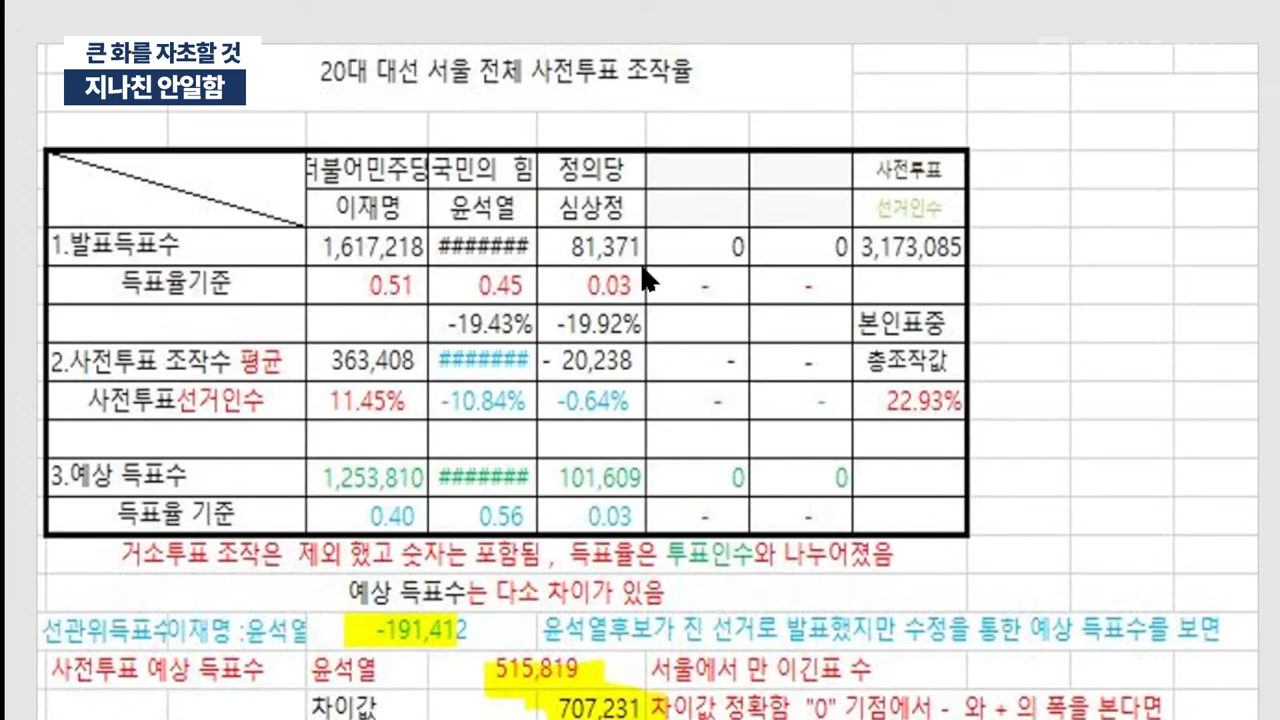 큰 화를 자초할 것
지나친 안일함
20대 대선 서울 전체 사전투표 조작율
더불어민주당 국민의 힘 정의당 사전투표
이재명 윤석열 심상정 선거인수
1.발표득표수 1,617,218 ####### 81,371 0 0 3,173,085
득표율기준 0.51 0.45 0.03 - -
-19.43% -19.92% 본인표중
2.사전투표 조작수 평균 363,408 ####### - 20,238 - - 총조작값
사전투표선거인수 11.45% -10.84% -0.64% - - 22.93%
3.예상 득표수 1,253,810 ####### 101,609 0 0
득표율 기준 0.40 0.56 0.03 - -
거소투표 조작은 제외 했고 숫자는 포함됨 , 득표율은 투표인수와 나누어졌음
예상 득표수는 다소 차이가 있음
선관위득표수이재명 :윤석열 -191,412 윤석열후보가 진 선거로 발표했지만 수정을 통한 예상 득표수를 보면
사전투표 예상 득표수 윤석열 515,819 서울에서 만 이긴표 수
차이값 707,231 차이값 정확함 "0" 기점에서 - 와 + 의 폭을 본다면